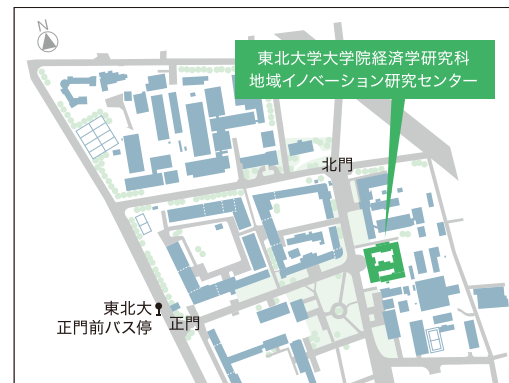 N
東北大学大学院経済学研究科
地域イノベーション研究センター
北門
東北大
正門前バス停
正門